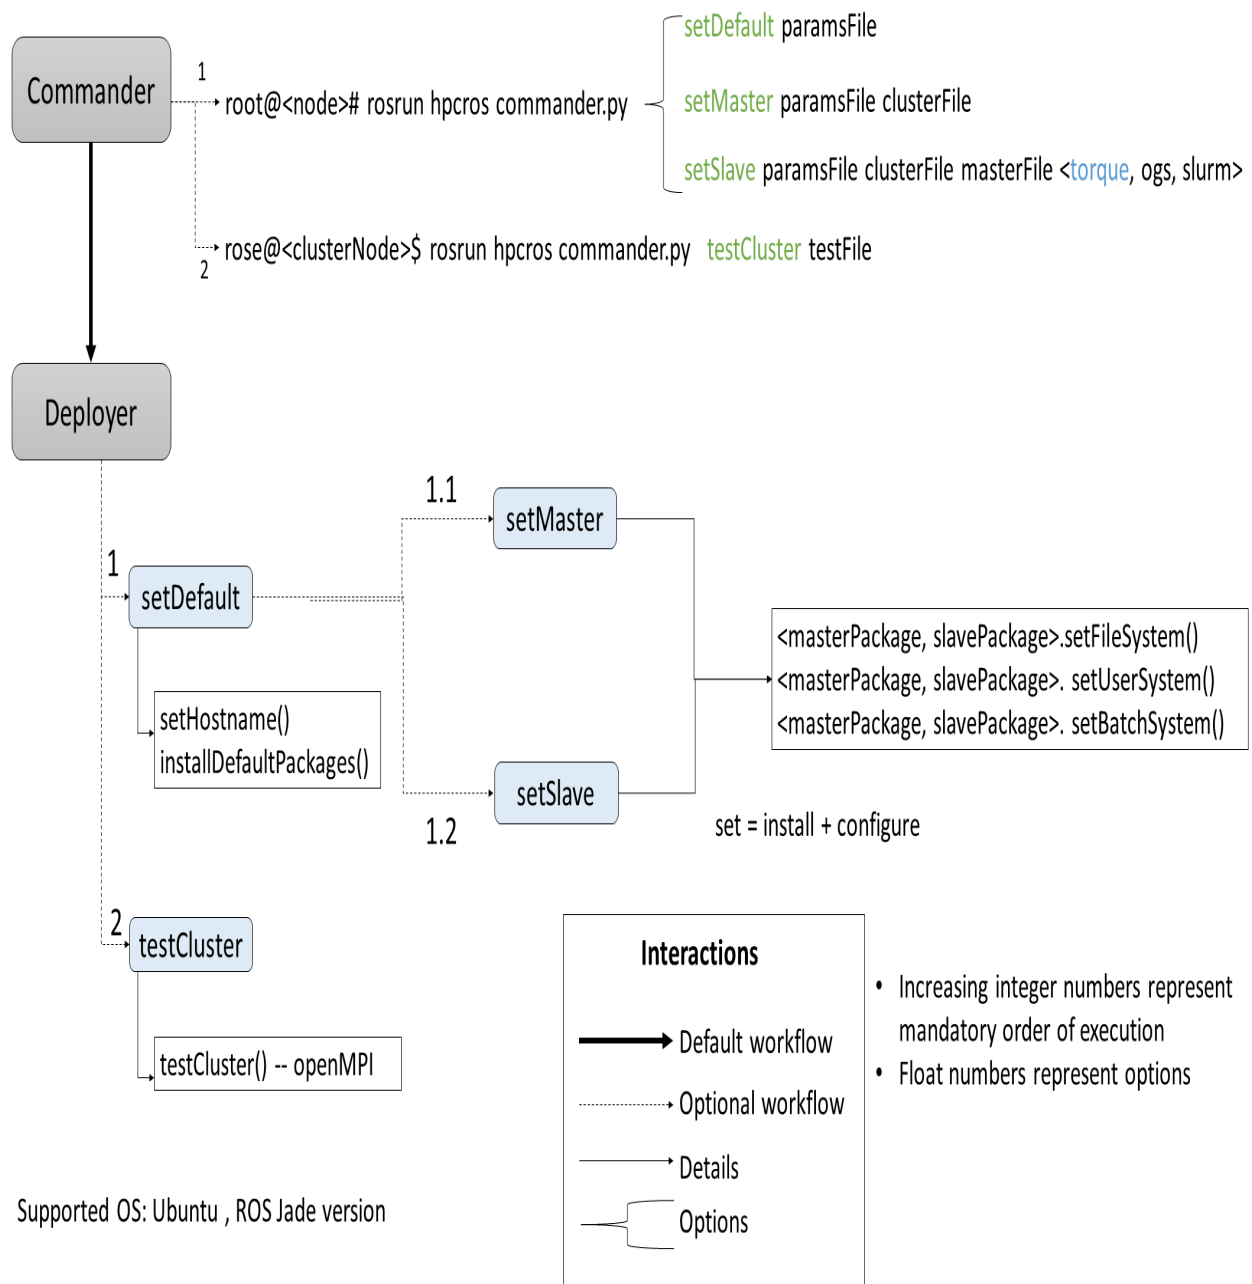 Commander
1
root@<node># rosrun hpcros commander.py
setDefault paramsFile
setMaster paramsFile clusterFile
setSlave paramsFile clusterFile masterFile <torque, ogs, slurm>
2
rose@<clusterNode>$ rosrun hpcros commander.py testCluster testFile
Deployer
1
setDefault
setHostname()
installDefaultPackages()
1.1
setMaster
1.2
setSlave
<masterPackage, slavePackage>.setFileSystem()
<masterPackage, slavePackage>. setUserSystem()
<masterPackage, slavePackage>. setBatchSystem()
set = install + configure
2
testCluster
testCluster() -- openMPI
Interactions
Default workflow
Optional workflow
Details
Options
• Increasing integer numbers represent
mandatory order of execution
• Float numbers represent options
Supported OS: Ubuntu , ROS Jade version